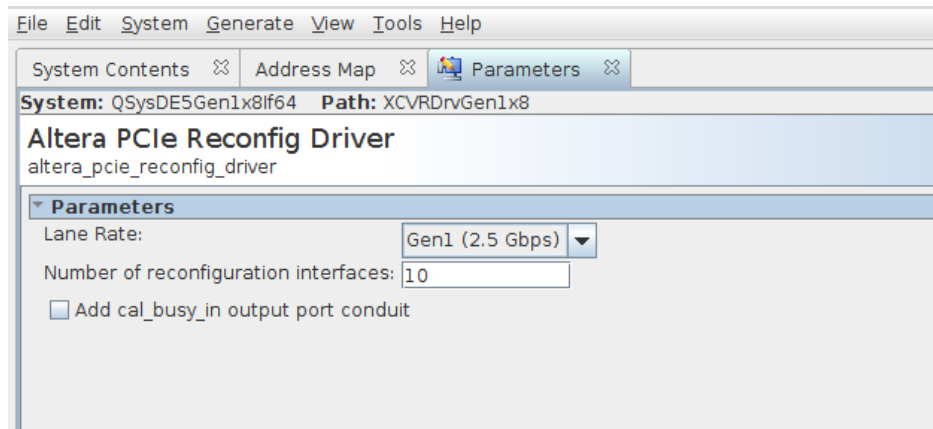 File Edit System Generate View Tools Help
System Contents Address Map Parameters
System: QSysDE5Gen1x8If64 Path: XCVRDrvGen1x8
Altera PCIe Reconfig Driver
altera_pcie_reconfig_driver
Parameters
Lane Rate: Gen1 (2.5 Gbps)
Number of reconfiguration interfaces: 10
Add cal_busy_in output port conduit